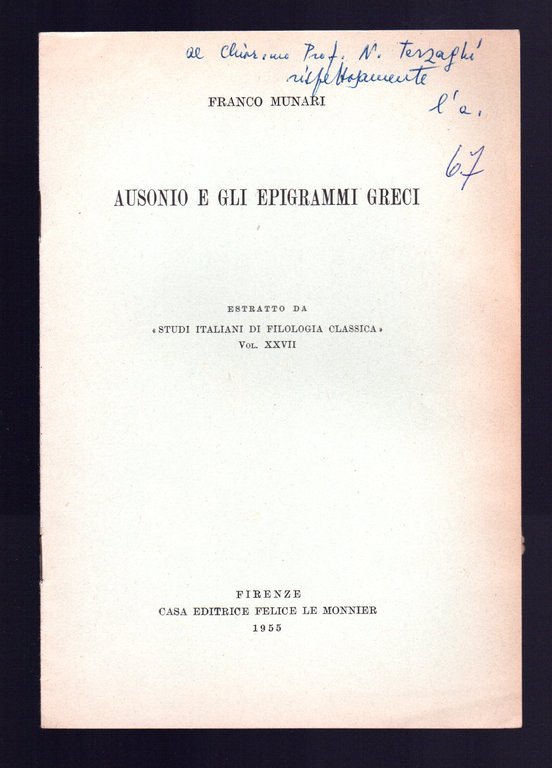 al Chiar.mo Prof. N. Terzaghi
rispettosamente
l'a.
67
FRANCO MUNARI
AUSONIO E GLI EPIGRAMMI GRECI
ESTRATTO DA
«STUDI ITALIANI DI FILOLOGIA CLASSICA»
VOL. XXVII
FIRENZE
CASA EDITRICE FELICE LE MONNIER
1955